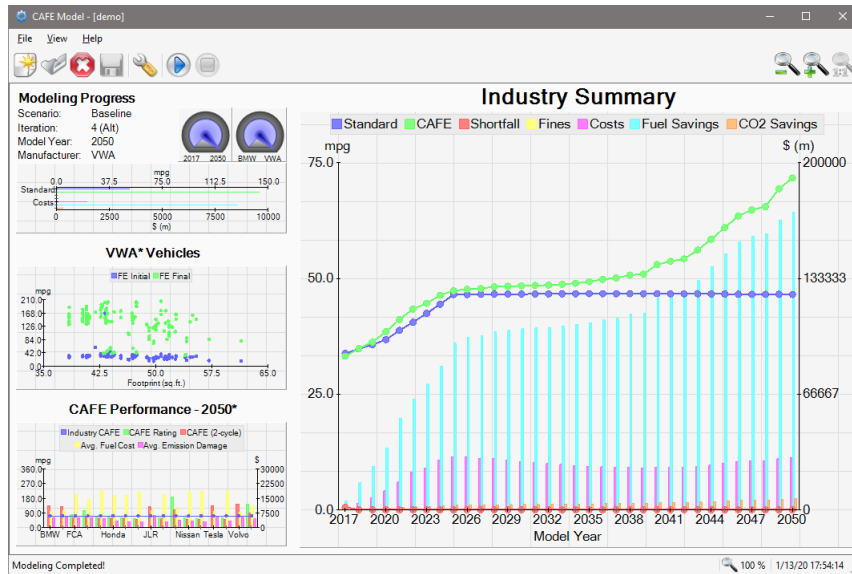 CAFE Model - [demo]
File View Help
Modeling Progress
Scenario: Baseline
Iteration: 4 (Alt)
Model Year: 2050
Manufacturer: VWA
2017 2050 BMW VWA
mpg
0.0 37.5 75.0 112.5 150.0
Standard
Costs
0 2500 5000 7500 10000
$ (m)
VWA* Vehicles
FE Initial FE Final
mpg
210.0
168.0
126.0
84.0
42.0
0.0
35.0 42.5 50.0 57.5 65.0
Footprint (sq.ft.)
CAFE Performance - 2050*
Industry CAFE CAFE Rating CAFE (2-cycle)
Avg. Fuel Cost Avg. Emission Damage
mpg $
360.0 30000
270.0 22500
180.0 15000
90.0 7500
0.0 0
BMW FCA Honda JLR Nissan Tesla Volvo
Industry Summary
Standard CAFE Shortfall Fines Costs Fuel Savings CO2 Savings
mpg $ (m)
75.0 200000
50.0 133333
25.0 66667
0.0 0
2017 2020 2023 2026 2029 2032 2035 2038 2041 2044 2047 2050
Model Year
Modeling Completed!
100 % 1/13/20 17:54:14